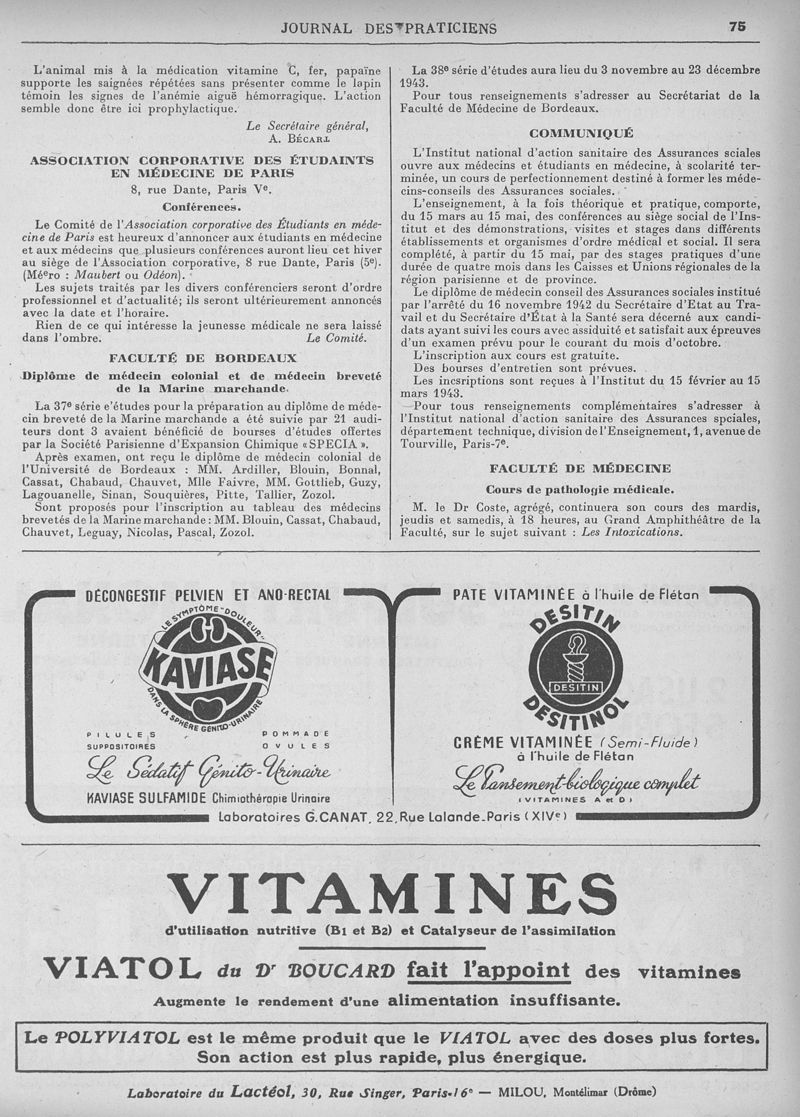 JOURNAL DES PRATICIENS
75
L'animal mis à la médication vitamine C, fer, papaïne
supporte les saignées répétées sans présenter comme le lapin
témoin les signes de l'anémie aiguë hémorragique. L'action
semble donc être ici prophylactique.
Le Secrétaire général,
A. BÉCART.
ASSOCIATION CORPORATIVE DES ÉTUDAINTS
EN MÉDECINE DE PARIS
8, rue Dante, Paris Ve.
Conférences.
Le Comité de l'Association corporative des Étudiants en méde-
cine de Paris est heureux d'annoncer aux étudiants en médecine
et aux médecins que plusieurs conférences auront lieu cet hiver
au siège de l'Association corporative, 8 rue Dante, Paris (5e).
(Méero : Maubert ou Odéon).
Les sujets traités par les divers conférenciers seront d'ordre
professionnel et d'actualité; ils seront ultérieurement annoncés
avec la date et l'horaire.
Rien de ce qui intéresse la jeunesse médicale ne sera laissé
dans l'ombre. Le Comité.
FACULTÉ DE BORDEAUX
Diplôme de médecin colonial et de médecin breveté
de la Marine marchande.
La 37e série e'études pour la préparation au diplôme de méde-
cin breveté de la Marine marchande a été suivie par 21 audi-
teurs dont 3 avaient bénéficié de bourses d'études offertes
par la Société Parisienne d'Expansion Chimique «SPECIA».
Après examen, ont reçu le diplôme de médecin colonial de
l'Université de Bordeaux : MM. Ardiller, Blouin, Bonnal,
Cassat, Chabaud, Chauvet, Mlle Faivre, MM. Gottlieb, Guzy,
Lagouanelle, Sinan, Souquières, Pitte, Tallier, Zozol.
Sont proposés pour l'inscription au tableau des médecins
brevetés de la Marine marchande : MM. Blouin, Cassat, Chabaud,
Chauvet, Leguay, Nicolas, Pascal, Zozol.
La 38e série d'études aura lieu du 3 novembre au 23 décembre
1943.
Pour tous renseignements s'adresser au Secrétariat de la
Faculté de Médecine de Bordeaux.
COMMUNIQUÉ
L'Institut national d'action sanitaire des Assurances sciales
ouvre aux médecins et étudiants en médecine, à scolarité ter-
minée, un cours de perfectionnement destiné à former les méde-
cins-conseils des Assurances sociales.
L'enseignement, à la fois théorique et pratique, comporte,
du 15 mars au 15 mai, des conférences au siège social de l'Ins-
titut et des démonstrations, visites et stages dans différents
établissements et organismes d'ordre médical et social. Il sera
complété, à partir du 15 mai, par des stages pratiques d'une
durée de quatre mois dans les Caisses et Unions régionales de la
région parisienne et de province.
Le diplôme de médecin conseil des Assurances sociales institué
par l'arrêté du 16 novembre 1942 du Secrétaire d'Etat au Tra-
vail et du Secrétaire d'État à la Santé sera décerné aux candi-
dats ayant suivi les cours avec assiduité et satisfait aux épreuves
d'un examen prévu pour le courant du mois d'octobre.
L'inscription aux cours est gratuite.
Des bourses d'entretien sont prévues.
Les incsriptions sont reçues à l'Institut du 15 février au 15
mars 1943.
Pour tous renseignements complémentaires s'adresser à
l'Institut national d'action sanitaire des Assurances spciales,
département technique, division de l'Enseignement, 1, avenue de
Tourville, Paris-7e.
FACULTÉ DE MÉDECINE
Cours de pathologie médicale.
M. le Dr Coste, agrégé, continuera son cours des mardis,
jeudis et samedis, à 18 heures, au Grand Amphithéâtre de la
Faculté, sur le sujet suivant : Les Intoxications.
DÉCONGESTIF PELVIEN ET ANO-RECTAL
LE SYMPTÔME-DOULEUR
KAVIASE
DANS LA SPHÈRE GÉNITO-URINAIRE
PILULES POMMADE
SUPPOSITOIRES OVULES
Le Sédatif Génito-Urinaire
KAVIASE SULFAMIDE Chimiothérapie Urinaire
PATE VITAMINÉE à l'huile de Flétan
DESITIN
DESITIN
DESITINOL
CRÈME VITAMINÉE (Semi-Fluide)
à l'huile de Flétan
Le Pansement-biologique complet
(VITAMINES A et D)
Laboratoires G.CANAT, 22, Rue Lalande-Paris (XIVe)
VITAMINES
d'utilisation nutritive (B1 et B2) et Catalyseur de l'assimilation
VIATOL du Dr BOUCARD fait l'appoint des vitamines
Augmente le rendement d'une alimentation insuffisante.
Le POLYVIATOL est le même produit que le VIATOL avec des doses plus fortes.
Son action est plus rapide, plus énergique.
Laboratoire du Lactéol, 30, Rue Singer, Paris-16e — MILOU, Montélimar (Drôme)